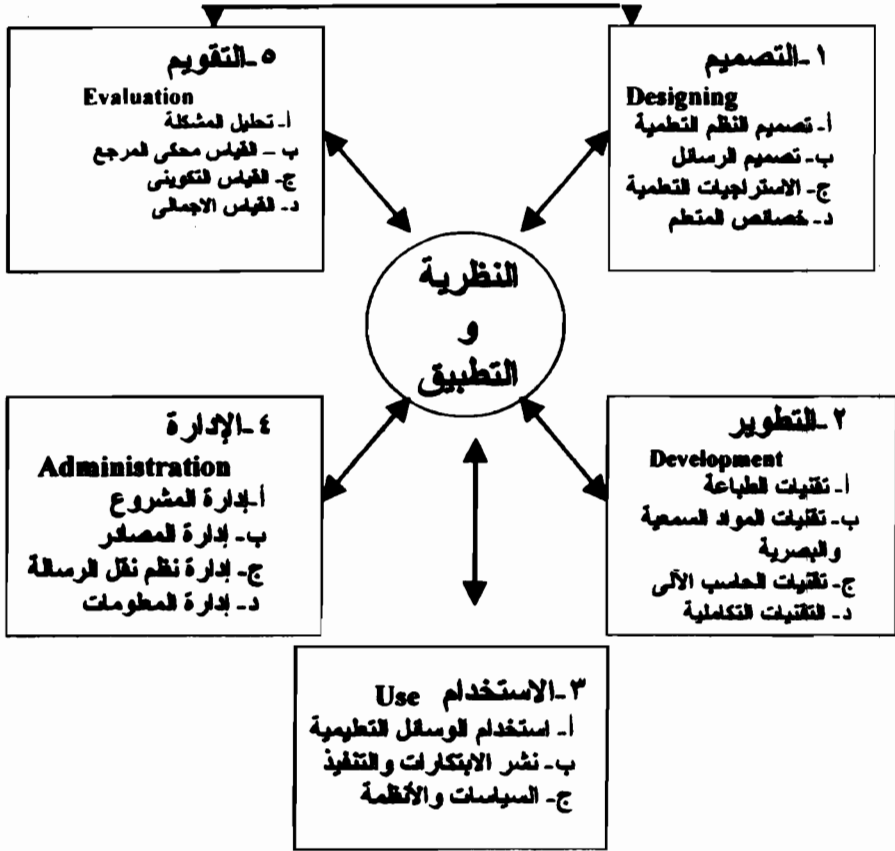 ١ـ التصميم
Designing
أ- تصميم النظم التعلمية
ب- تصميم الرسائل
ج- الاستراجيات التعلمية
د- خصائص المتعلم
٢ـ التطوير
Development
أ- تقنيات الطباعة
ب- تقنيات المواد السمعية
والبصرية
ج- تقنيات الحاسب الآلى
د- التقنيات التكاملية
٣ـ الاستخدام Use
أ- استخدام الوسائل التعليمية
ب- نشر الابتكارات والتنفيذ
ج- السياسات والأنظمة
٤ـ الإدارة
Administration
أ-إدارة المشروع
ب- إدارة المصادر
ج- إدارة نظم نقل الرسالة
د- إدارة المعلومات
٥ـ التقويم
Evaluation
أ- تحليل المشكلة
ب – القياس محكى المرجع
ج- القياس التكوينى
د- القياس الاجمالى
النظرية
و
التطبيق